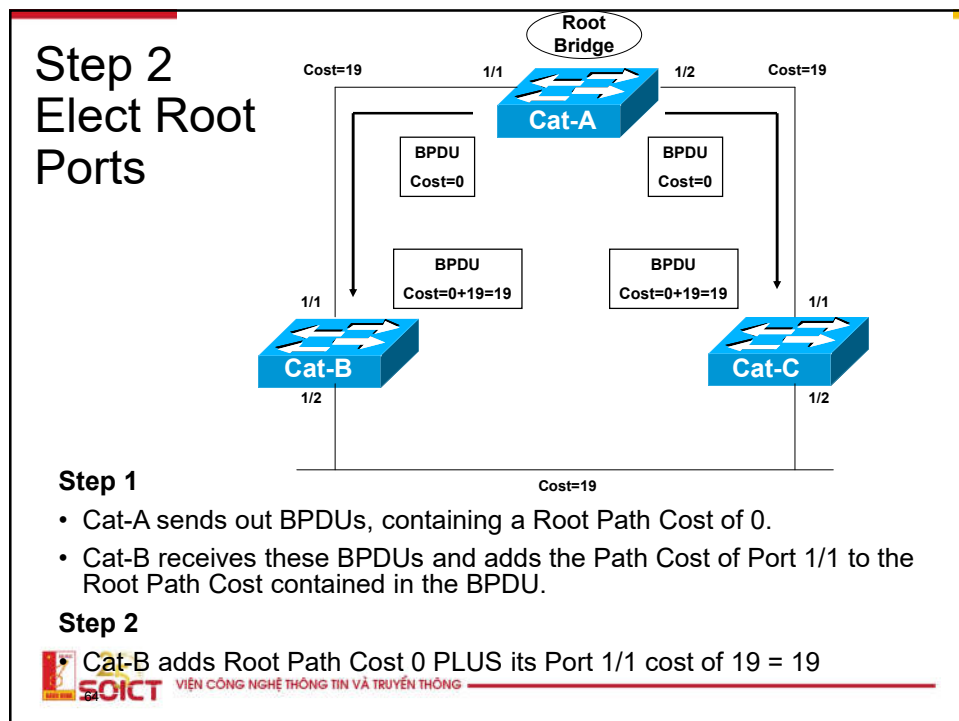 Step 2
Elect Root
Ports
Root
Bridge
Cost=19
1/1
1/2
Cost=19
Cat-A
BPDU
Cost=0
BPDU
Cost=0
BPDU
Cost=0+19=19
BPDU
Cost=0+19=19
1/1
1/1
Cat-B
Cat-C
1/2
1/2
Cost=19
Step 1
• Cat-A sends out BPDUs, containing a Root Path Cost of 0.
• Cat-B receives these BPDUs and adds the Path Cost of Port 1/1 to the
Root Path Cost contained in the BPDU.
Step 2
• Cat-B adds Root Path Cost 0 PLUS its Port 1/1 cost of 19 = 19
SOICT
VIỆN CÔNG NGHỆ THÔNG TIN VÀ TRUYỀN THÔNG
64